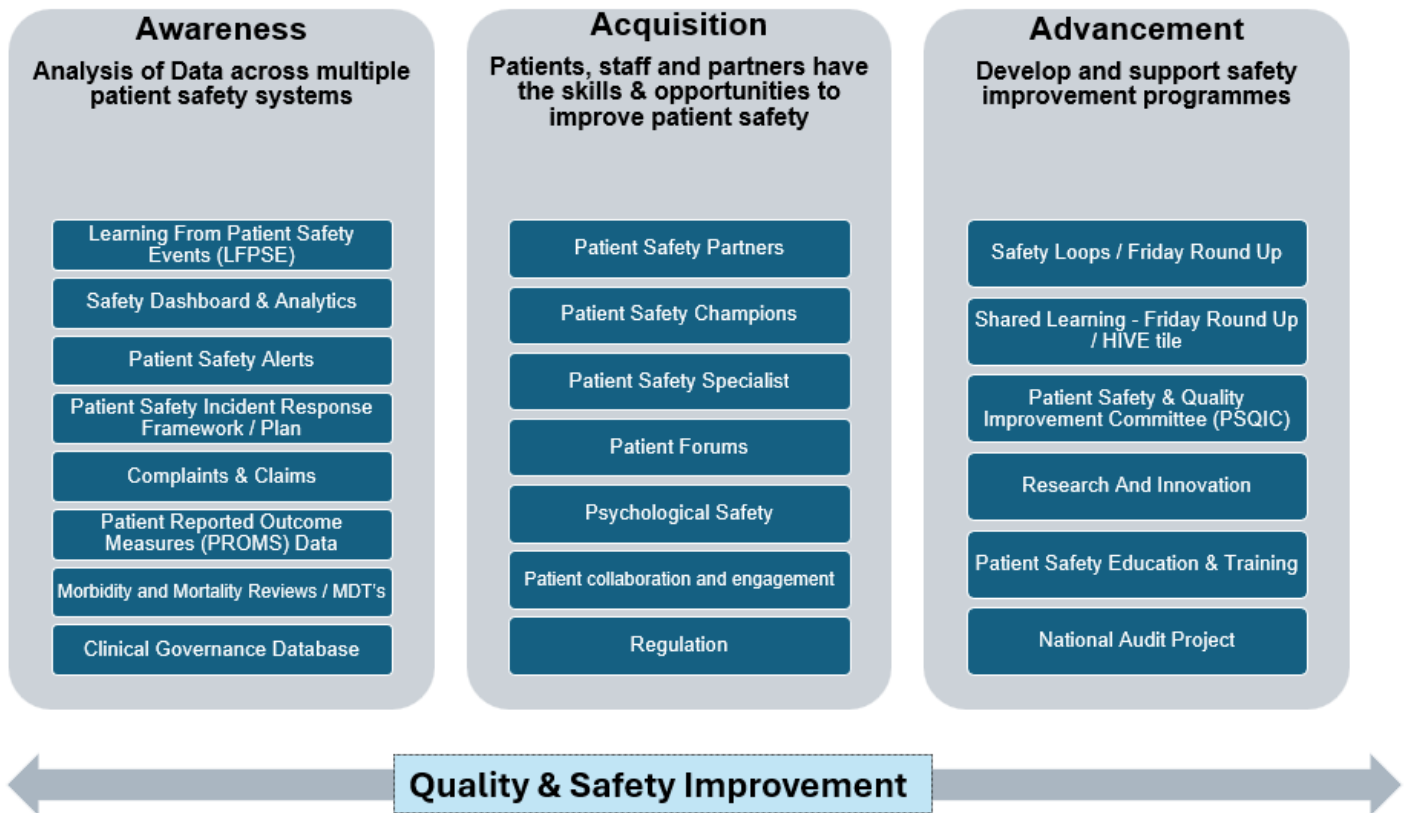 Awareness
Analysis of Data across multiple
patient safety systems
Learning From Patient Safety
Events (LFPSE)
Safety Dashboard & Analytics
Patient Safety Alerts
Patient Safety Incident Response
Framework / Plan
Complaints & Claims
Patient Reported Outcome
Measures (PROMS) Data
Morbidity and Mortality Reviews / MDT's
Clinical Governance Database
Acquisition
Patients, staff and partners have
the skills & opportunities to
improve patient safety
Patient Safety Partners
Patient Safety Champions
Patient Safety Specialist
Patient Forums
Psychological Safety
Patient collaboration and engagement
Regulation
Advancement
Develop and support safety
improvement programmes
Safety Loops / Friday Round Up
Shared Learning - Friday Round Up
/ HIVE tile
Patient Safety & Quality
Improvement Committee (PSQIC)
Research And Innovation
Patient Safety Education & Training
National Audit Project
Quality & Safety Improvement